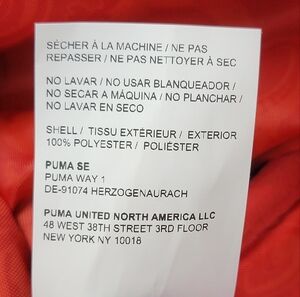 SÉCHER À LA MACHINE / NE PAS
REPASSER / NE PAS NETTOYER À SEC
NO LAVAR / NO USAR BLANQUEADOR /
NO SECAR A MÁQUINA / NO PLANCHAR /
NO LAVAR EN SECO
SHELL / TISSU EXTÉRIEUR / EXTERIOR
100% POLYESTER / POLIÉSTER
PUMA SE
PUMA WAY 1
DE-91074 HERZOGENAURACH
PUMA UNITED NORTH AMERICA LLC
48 WEST 38TH STREET 3RD FLOOR
NEW YORK NY 10018